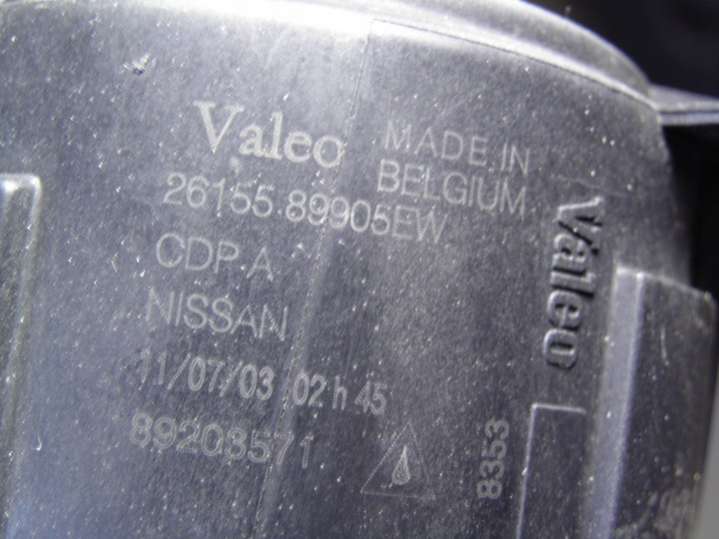 Valeo
MADE IN
BELGIUM
26155.89905EW
CDP.A
NISSAN
11/07/03 02 h 45
89208571
8353
Valeo